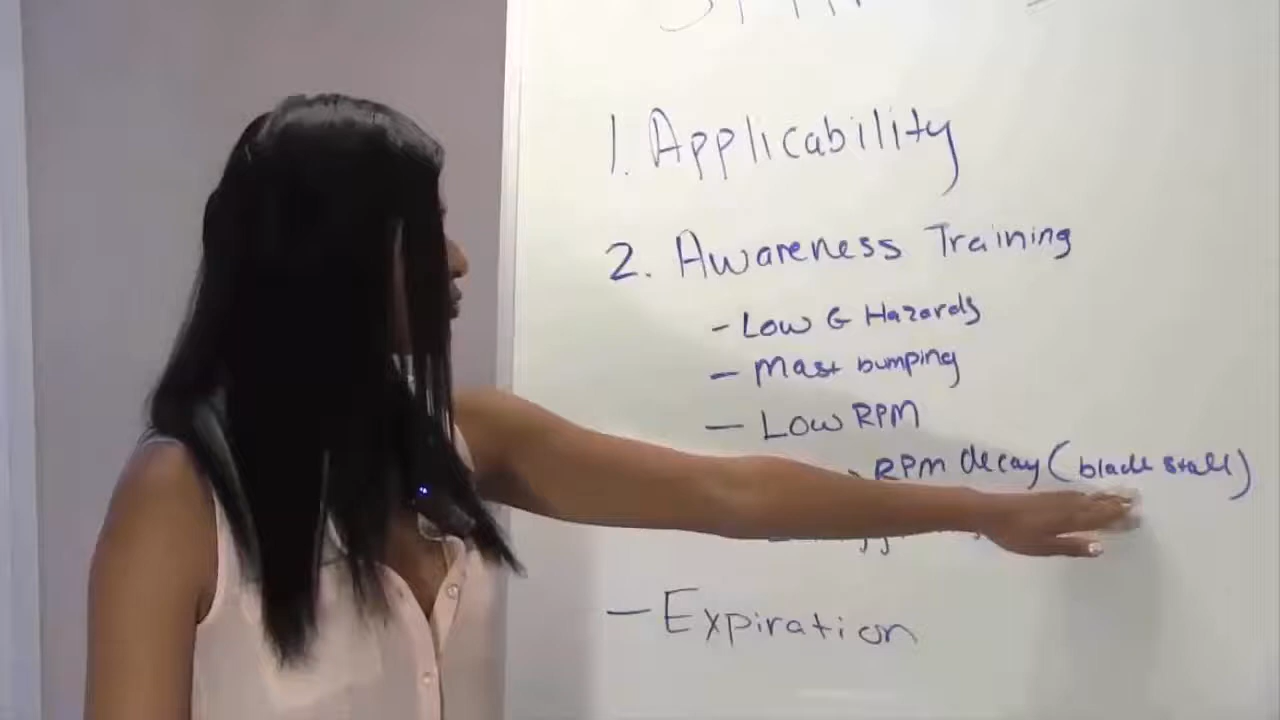 1. Applicability
2. Awareness Training
- Low G Hazards
- Mast bumping
- Low RPM
RPM decay (blade stall)
- Expiration